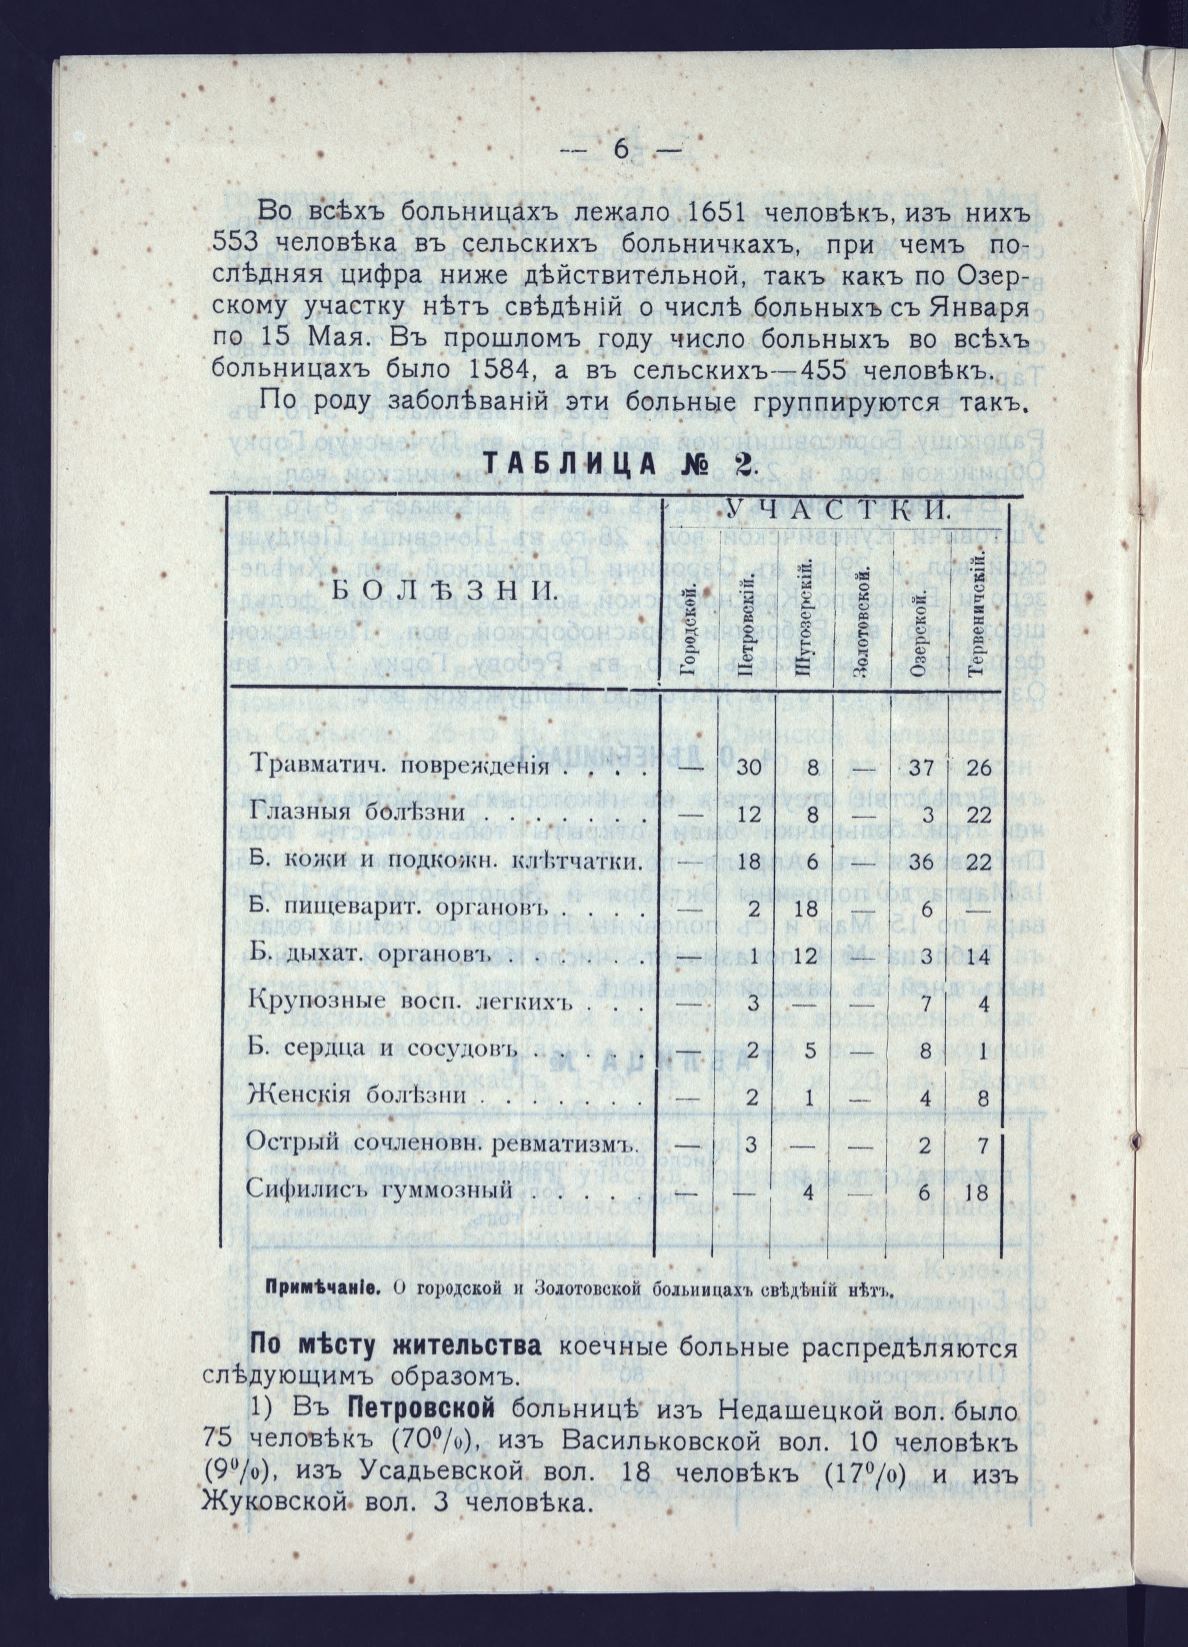 — 6 —
Во всѣхъ больницахъ лежало 1651 человѣкъ, изъ нихъ
553 человѣка въ сельскихъ больничкахъ, при чемъ по-
слѣдняя цифра ниже дѣйствительной, такъ какъ по Озер-
скому участку нѣтъ свѣдѣній о числѣ больныхъ съ Января
по 15 Мая. Въ прошломъ году число больныхъ во всѣхъ
больницахъ было 1584, а въ сельскихъ—455 человѣкъ.
По роду заболѣваній эти больные группируются такъ.
ТАБЛИЦА № 2.
БОЛѢЗНИ.
УЧАСТКИ.
Городской.
Петровскій.
Шугозерскій.
Золотовской.
Озерской.
Тервеническій.
Травматич. поврежденія . . . . — 30 8 — 37 26
Глазныя болѣзни . . . . . . . — 12 8 — 3 22
Б. кожи и подкожн. клѣтчатки. — 18 6 — 36 22
Б. пищеварит. органовъ. . . . . — 2 18 — 6 —
Б. дыхат. органовъ . . . . . . — 1 12 — 3 14
Крупозные восп. легкихъ . . . — 3 — — 7 4
Б. сердца и сосудовъ . . . . . — 2 5 — 8 1
Женскія болѣзни . . . . . . . — 2 1 — 4 8
Острый сочленовн. ревматизмъ. — 3 — — 2 7
Сифилисъ гуммозный . . . . . — — 4 — 6 18
Примѣчаніе. О городской и Золотовской больницахъ свѣдѣній нѣтъ.
По мѣсту жительства коечные больные распредѣляются
слѣдующимъ образомъ.
1) Въ Петровской больницѣ изъ Недашецкой вол. было
75 человѣкъ (70%), изъ Васильковской вол. 10 человѣкъ
(9%), изъ Усадьевской вол. 18 человѣкъ (17%) и изъ
Жуковской вол. 3 человѣка.